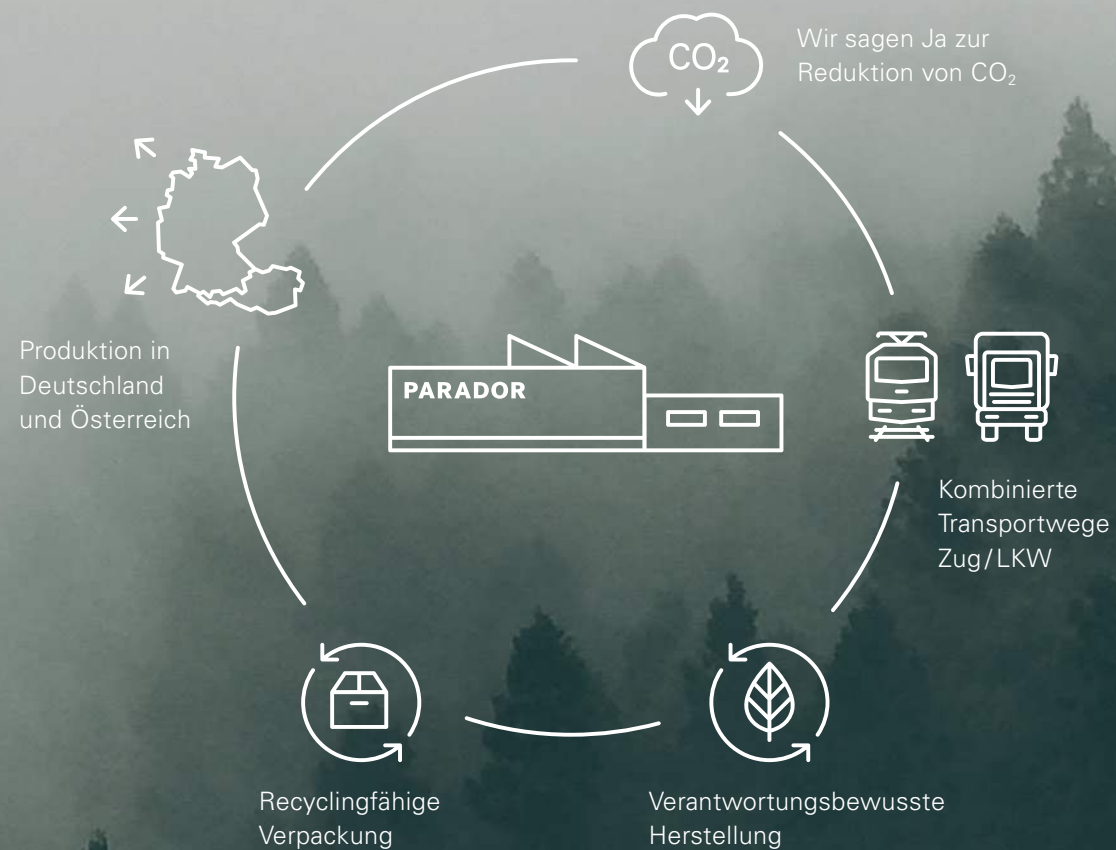 CO₂
Wir sagen Ja zur
Reduktion von CO₂
Produktion in
Deutschland
und Österreich
PARADOR
Kombinierte
Transportwege
Zug/LKW
Recyclingfähige
Verpackung
Verantwortungsbewusste
Herstellung